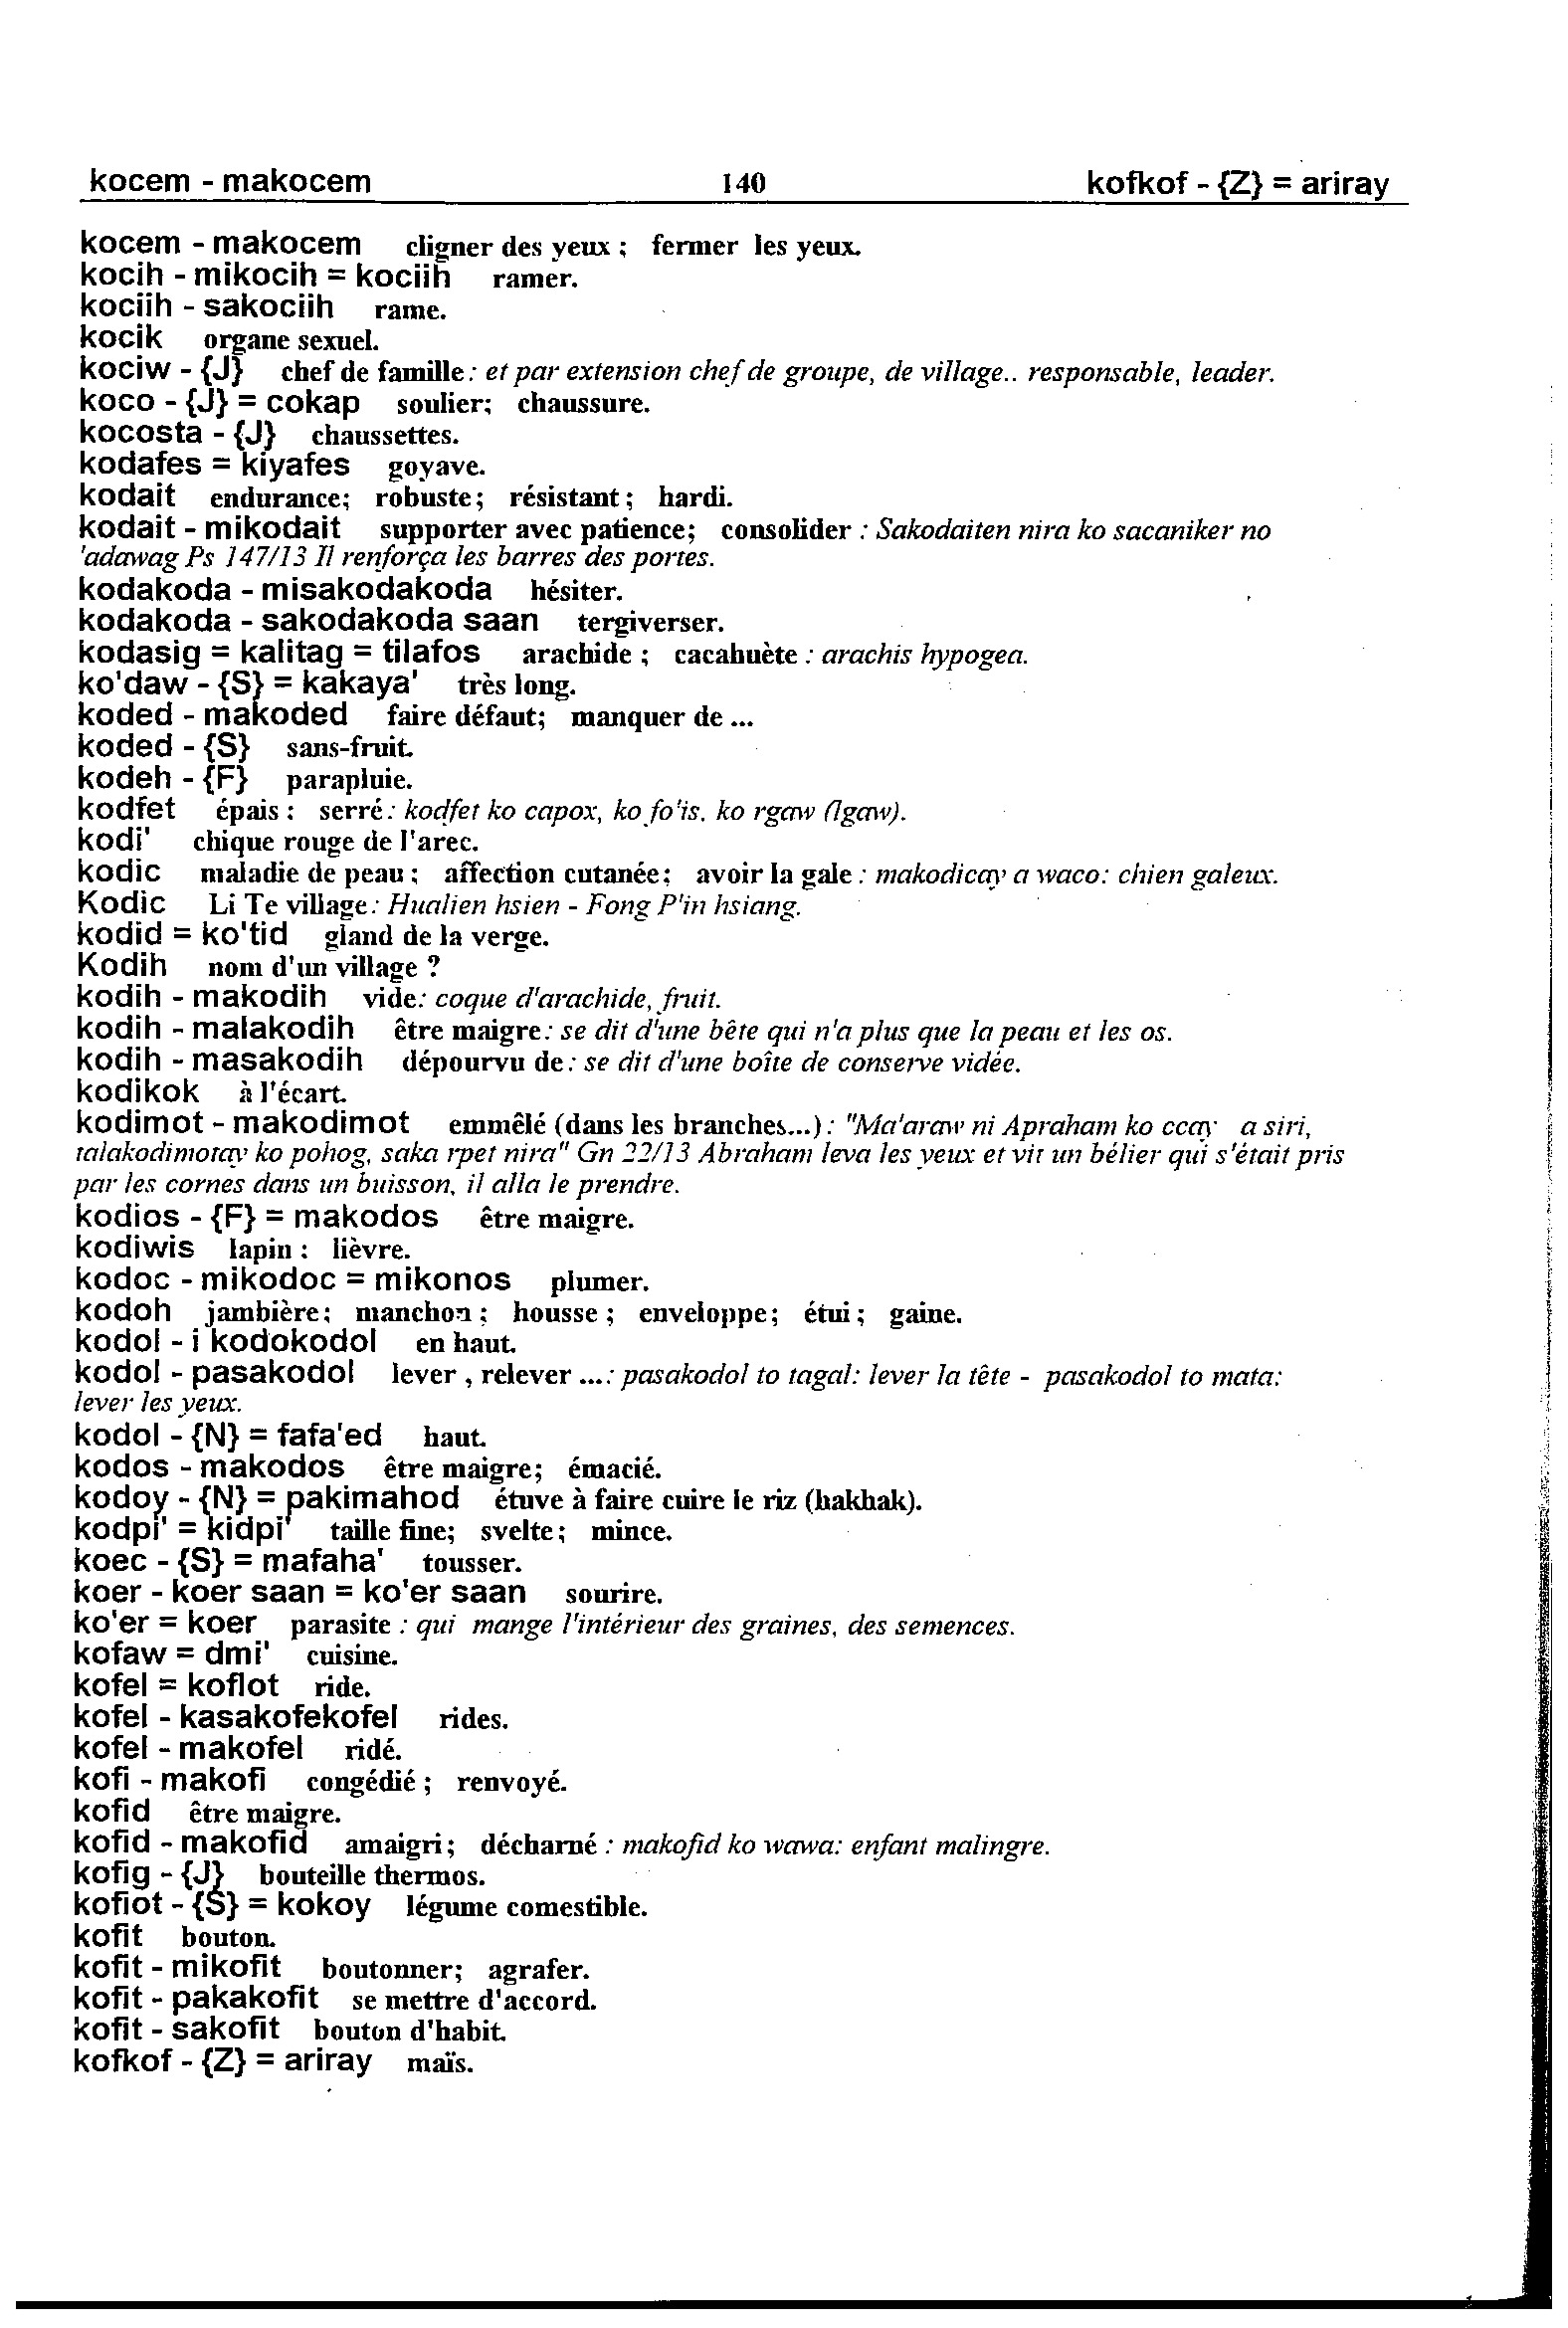 kocem - makocem 140 kofkof - {Z} = ariray
kocem - makocem cligner des yeux ; fermer les yeux.
kocih - mikocih = kociih ramer.
kociih - sakociih rame.
kocik organe sexuel.
kociw - {J} chef de famille : et par extension chef de groupe, de village.. responsable, leader.
koco - {J} = cokap soulier; chaussure.
kocosta - {J} chaussettes.
kodafes = kiyafes goyave.
kodait endurance; robuste; résistant ; hardi.
kodait - mikodait supporter avec patience; consolider : Sakodaiten nira ko sacaniker no
'adawag Ps 147/13 Il renforça les barres des portes.
kodakoda - misakodakoda hésiter.
kodakoda - sakodakoda saan tergiverser.
kodasig = kalitag = tilafos arachide ; cacahuète : arachis hypogea.
ko'daw - {S} = kakaya' très long.
koded - makoded faire défaut; manquer de ...
koded - {S} sans-fruit.
kodeh - {F} parapluie.
kodfet épais : serré : kodfet ko capox, ko fo'is, ko rgaw (lgaw).
kodi' chique rouge de l'arec.
kodic maladie de peau ; affection cutanée; avoir la gale : makodicay a waco: chien galeux.
Kodic Li Te village : Hualien hsien - Fong P'in hsiang.
kodid = ko'tid gland de la verge.
Kodih nom d'un village ?
kodih - makodih vide : coque d'arachide, fruit.
kodih - malakodih être maigre : se dit d'une bête qui n'a plus que la peau et les os.
kodih - masakodih dépourvu de : se dit d'une boîte de conserve vidée.
kodikok à l'écart.
kodimot - makodimot emmêlé (dans les branches...) : "Ma'araw ni Apraham ko ccay a siri,
talakodimotay ko pohog, saka rpet nira" Gn 22/13 Abraham leva les yeux et vit un bélier qui s'était pris
par les cornes dans un buisson, il alla le prendre.
kodios - {F} = makodos être maigre.
kodiwis lapin : lièvre.
kodoc - mikodoc = mikonos plumer.
kodoh jambière; manchon ; housse ; enveloppe; étui ; gaine.
kodol - i kodokodol en haut.
kodol - pasakodol lever , relever ... : pasakodol to tagal: lever la tête - pasakodol to mata:
lever les yeux.
kodol - {N} = fafa'ed haut.
kodos - makodos être maigre; émacié.
kodoy - {N} = pakimahod étuve à faire cuire le riz (hakhak).
kodpi' = kidpi' taille fine; svelte ; mince.
koec - {S} = mafaha' tousser.
koer - koer saan = ko'er saan sourire.
ko'er = koer parasite : qui mange l'intérieur des graines, des semences.
kofaw = dmi' cuisine.
kofel = koflot ride.
kofel - kasakofekofel rides.
kofel - makofel ridé.
kofi - makofi congédié ; renvoyé.
kofid être maigre.
kofid - makofid amaigri ; décharné : makofid ko wawa: enfant malingre.
kofig - {J} bouteille thermos.
kofiot - {S} = kokoy légume comestible.
kofit bouton.
kofit - mikofit boutonner; agrafer.
kofit - pakakofit se mettre d'accord.
kofit - sakofit bouton d'habit.
kofkof - {Z} = ariray maïs.